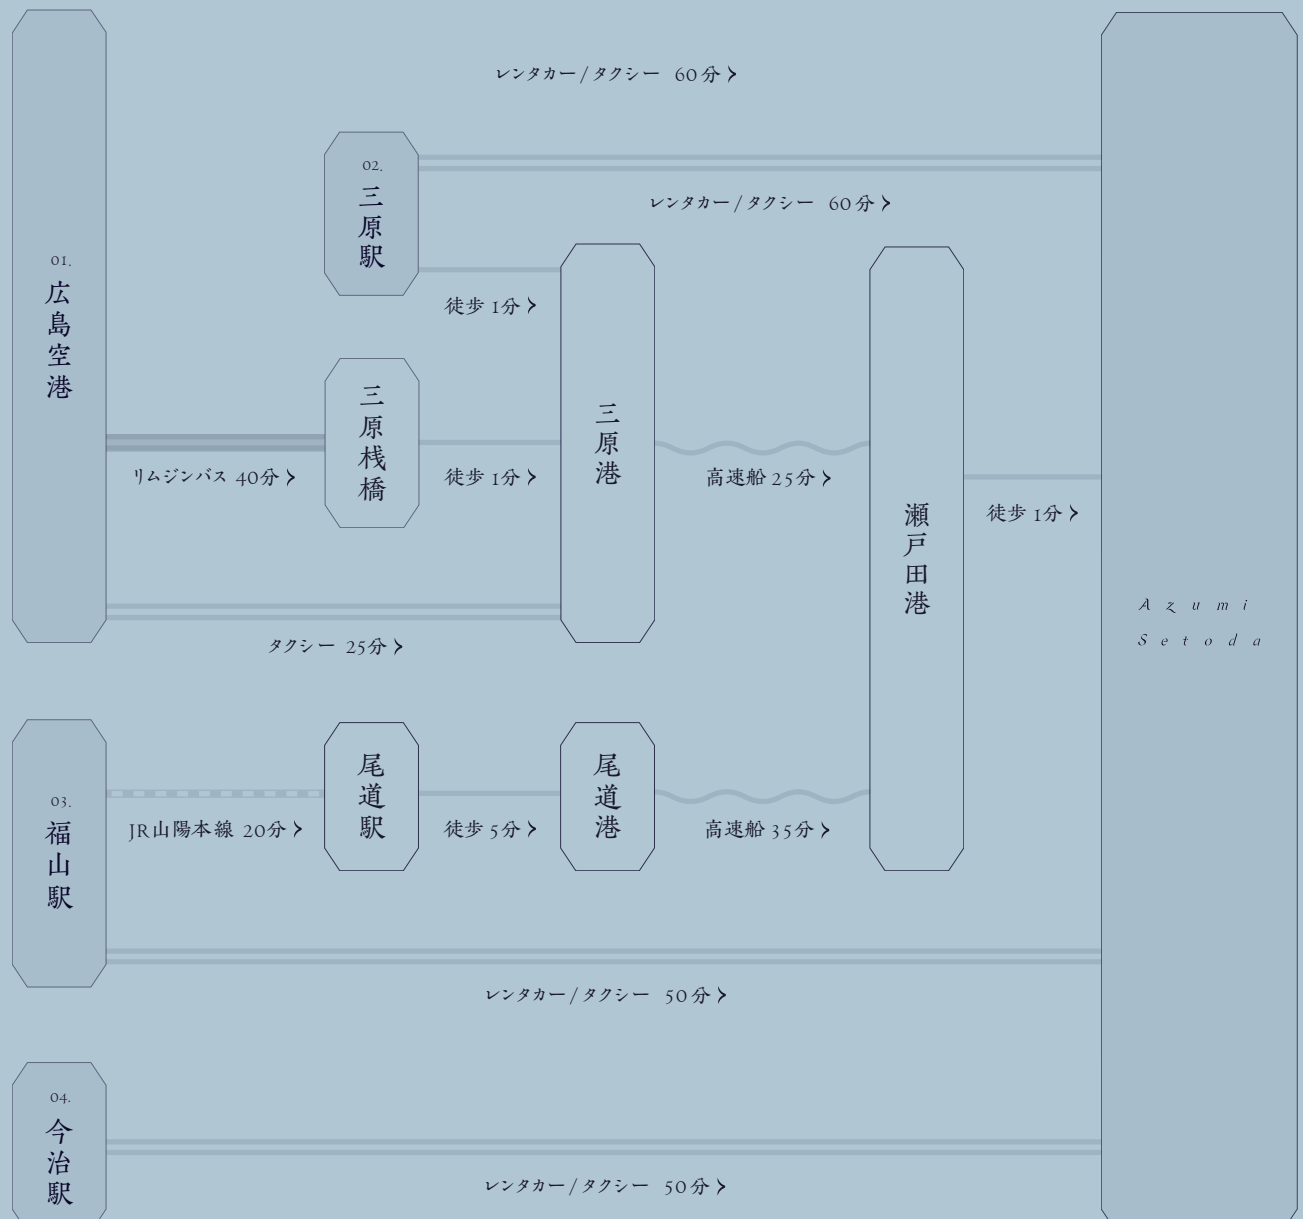 レンタカー/タクシー 60分
02.
三原駅
レンタカー/タクシー 60分
01.
広島空港
徒歩 1分
三原桟橋
三原港
リムジンバス 40分
徒歩 1分
高速船 25分
瀬戸田港
徒歩 1分
Azumi
Setoda
タクシー 25分
03.
福山駅
JR山陽本線 20分
尾道駅
徒歩 5分
尾道港
高速船 35分
レンタカー/タクシー 50分
04.
今治駅
レンタカー/タクシー 50分